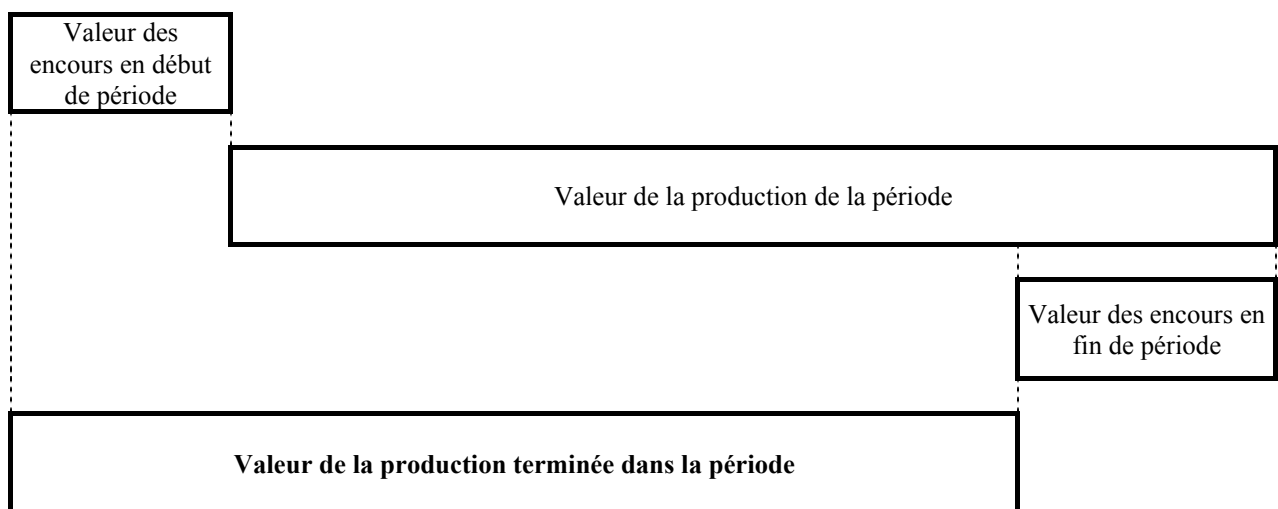 Valeur des
encours en début
de période
Valeur de la production de la période
Valeur des encours en
fin de période
Valeur de la production terminée dans la période